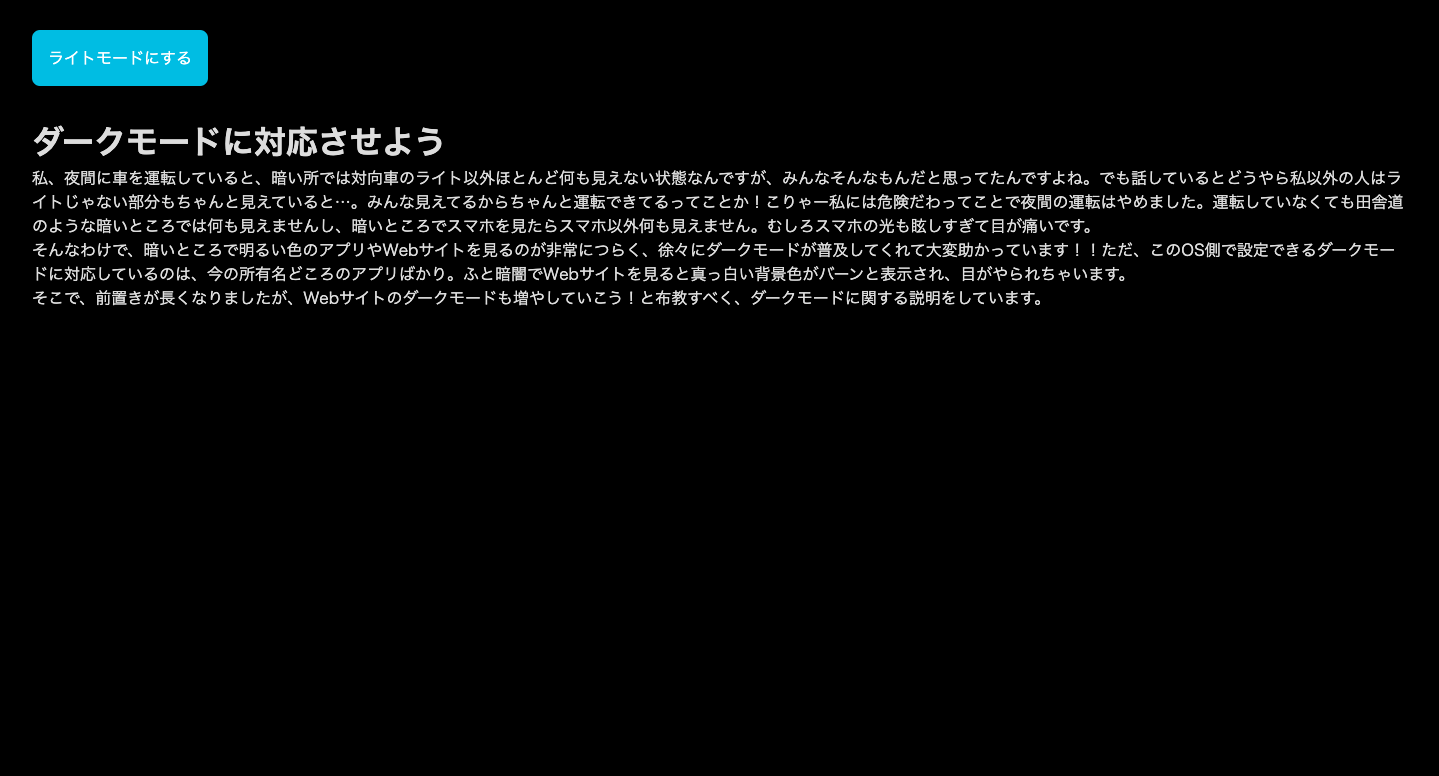 ライトモードにする
ダークモードに対応させよう
私、夜間に車を運転していると、暗い所では対向車のライト以外ほとんど何も見えない状態なんですが、みんなそんなもんだと思ってたんですよね。でも話しているとどうやら私以外の人はラ
イトじゃない部分もちゃんと見えていると…。みんな見えてるからちゃんと運転できてるってことか！こりゃー私には危険だわってことで夜間の運転はやめました。運転していなくても田舎道
のような暗いところでは何も見えませんし、暗いところでスマホを見たらスマホ以外何も見えません。むしろスマホの光も眩しすぎて目が痛いです。
そんなわけで、暗いところで明るい色のアプリやWebサイトを見るのが非常につらく、徐々にダークモードが普及してくれて大変助かっています！！ただ、このOS側で設定できるダークモー
ドに対応しているのは、今の所有名どころのアプリばかり。ふと暗闇でWebサイトを見ると真っ白い背景色がバーンと表示され、目がやられちゃいます。
そこで、前置きが長くなりましたが、Webサイトのダークモードも増やしていこう！と布教すべく、ダークモードに関する説明をしています。